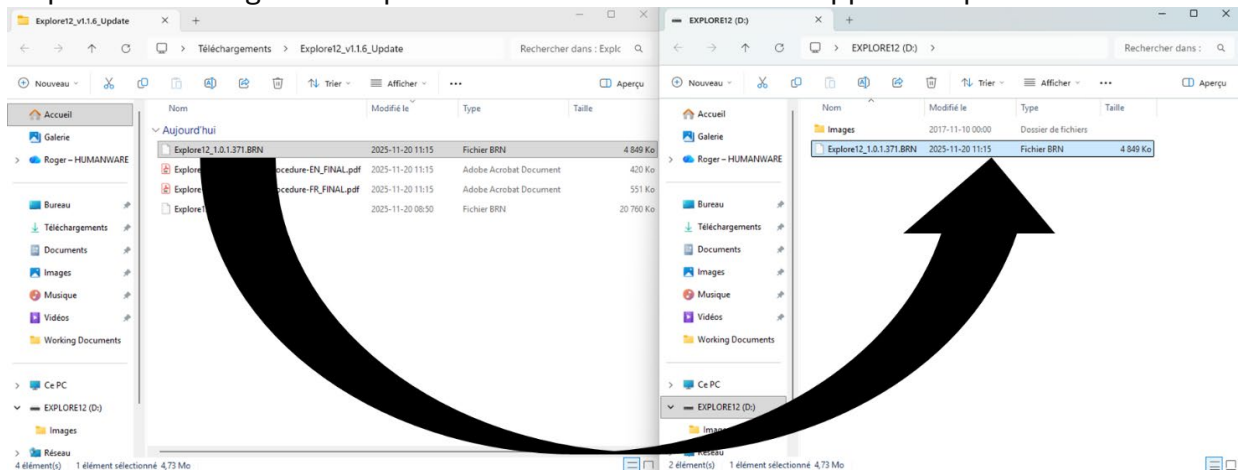 Explore12_v1.1.6_Update
Téléchargements > Explore12_v1.1.6_Update
Rechercher dans : Explc
Nouveau
Trier
Afficher
Aperçu
Accueil
Galerie
Roger – HUMANWARE
Bureau
Téléchargements
Documents
Images
Musique
Vidéos
Working Documents
Ce PC
EXPLORE12 (D:)
Images
Réseau
Nom Modifié le Type Taille
Aujourd'hui
Explore12_1.0.1.371.BRN 2025-11-20 11:15 Fichier BRN 4 849 Ko
Explore ocedure-EN_FINAL.pdf 2025-11-20 11:15 Adobe Acrobat Document 420 Ko
Explore ocedure-FR_FINAL.pdf 2025-11-20 11:15 Adobe Acrobat Document 551 Ko
Explore1 2025-11-20 08:50 Fichier BRN 20 760 Ko
4 élément(s) 1 élément sélectionné 4,73 Mo
EXPLORE12 (D:)
EXPLORE12 (D:) >
Rechercher dans :
Nouveau
Trier
Afficher
Aperçu
Accueil
Galerie
Roger – HUMANWARE
Bureau
Téléchargements
Documents
Images
Musique
Vidéos
Working Documents
Ce PC
EXPLORE12 (D:)
Réseau
Nom Modifié le Type Taille
Images 2017-11-10 00:00 Dossier de fichiers
Explore12_1.0.1.371.BRN 2025-11-20 11:15 Fichier BRN 4 849 Ko
2 élément(s) 1 élément sélectionné 4,73 Mo